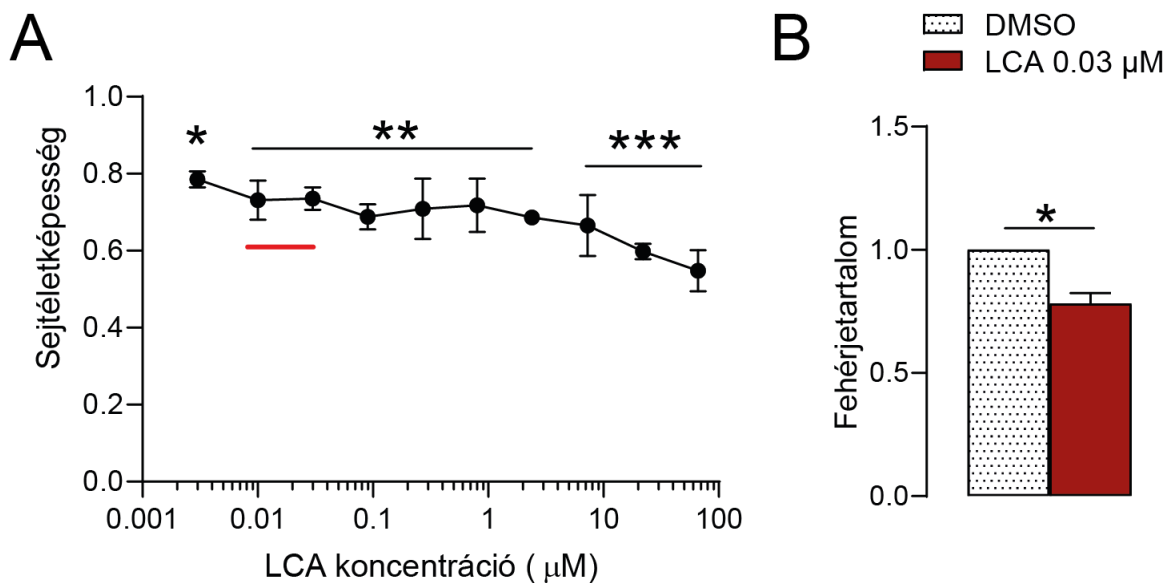 A
Sejtéletképesség
1.0
0.8
0.6
0.4
0.2
0.0
*
**
***
0.001
0.01
0.1
1
10
100
LCA koncentráció ( µM)
B
DMSO
LCA 0.03 µM
Fehérjetartalom
1.5
1.0
0.5
0.0
*